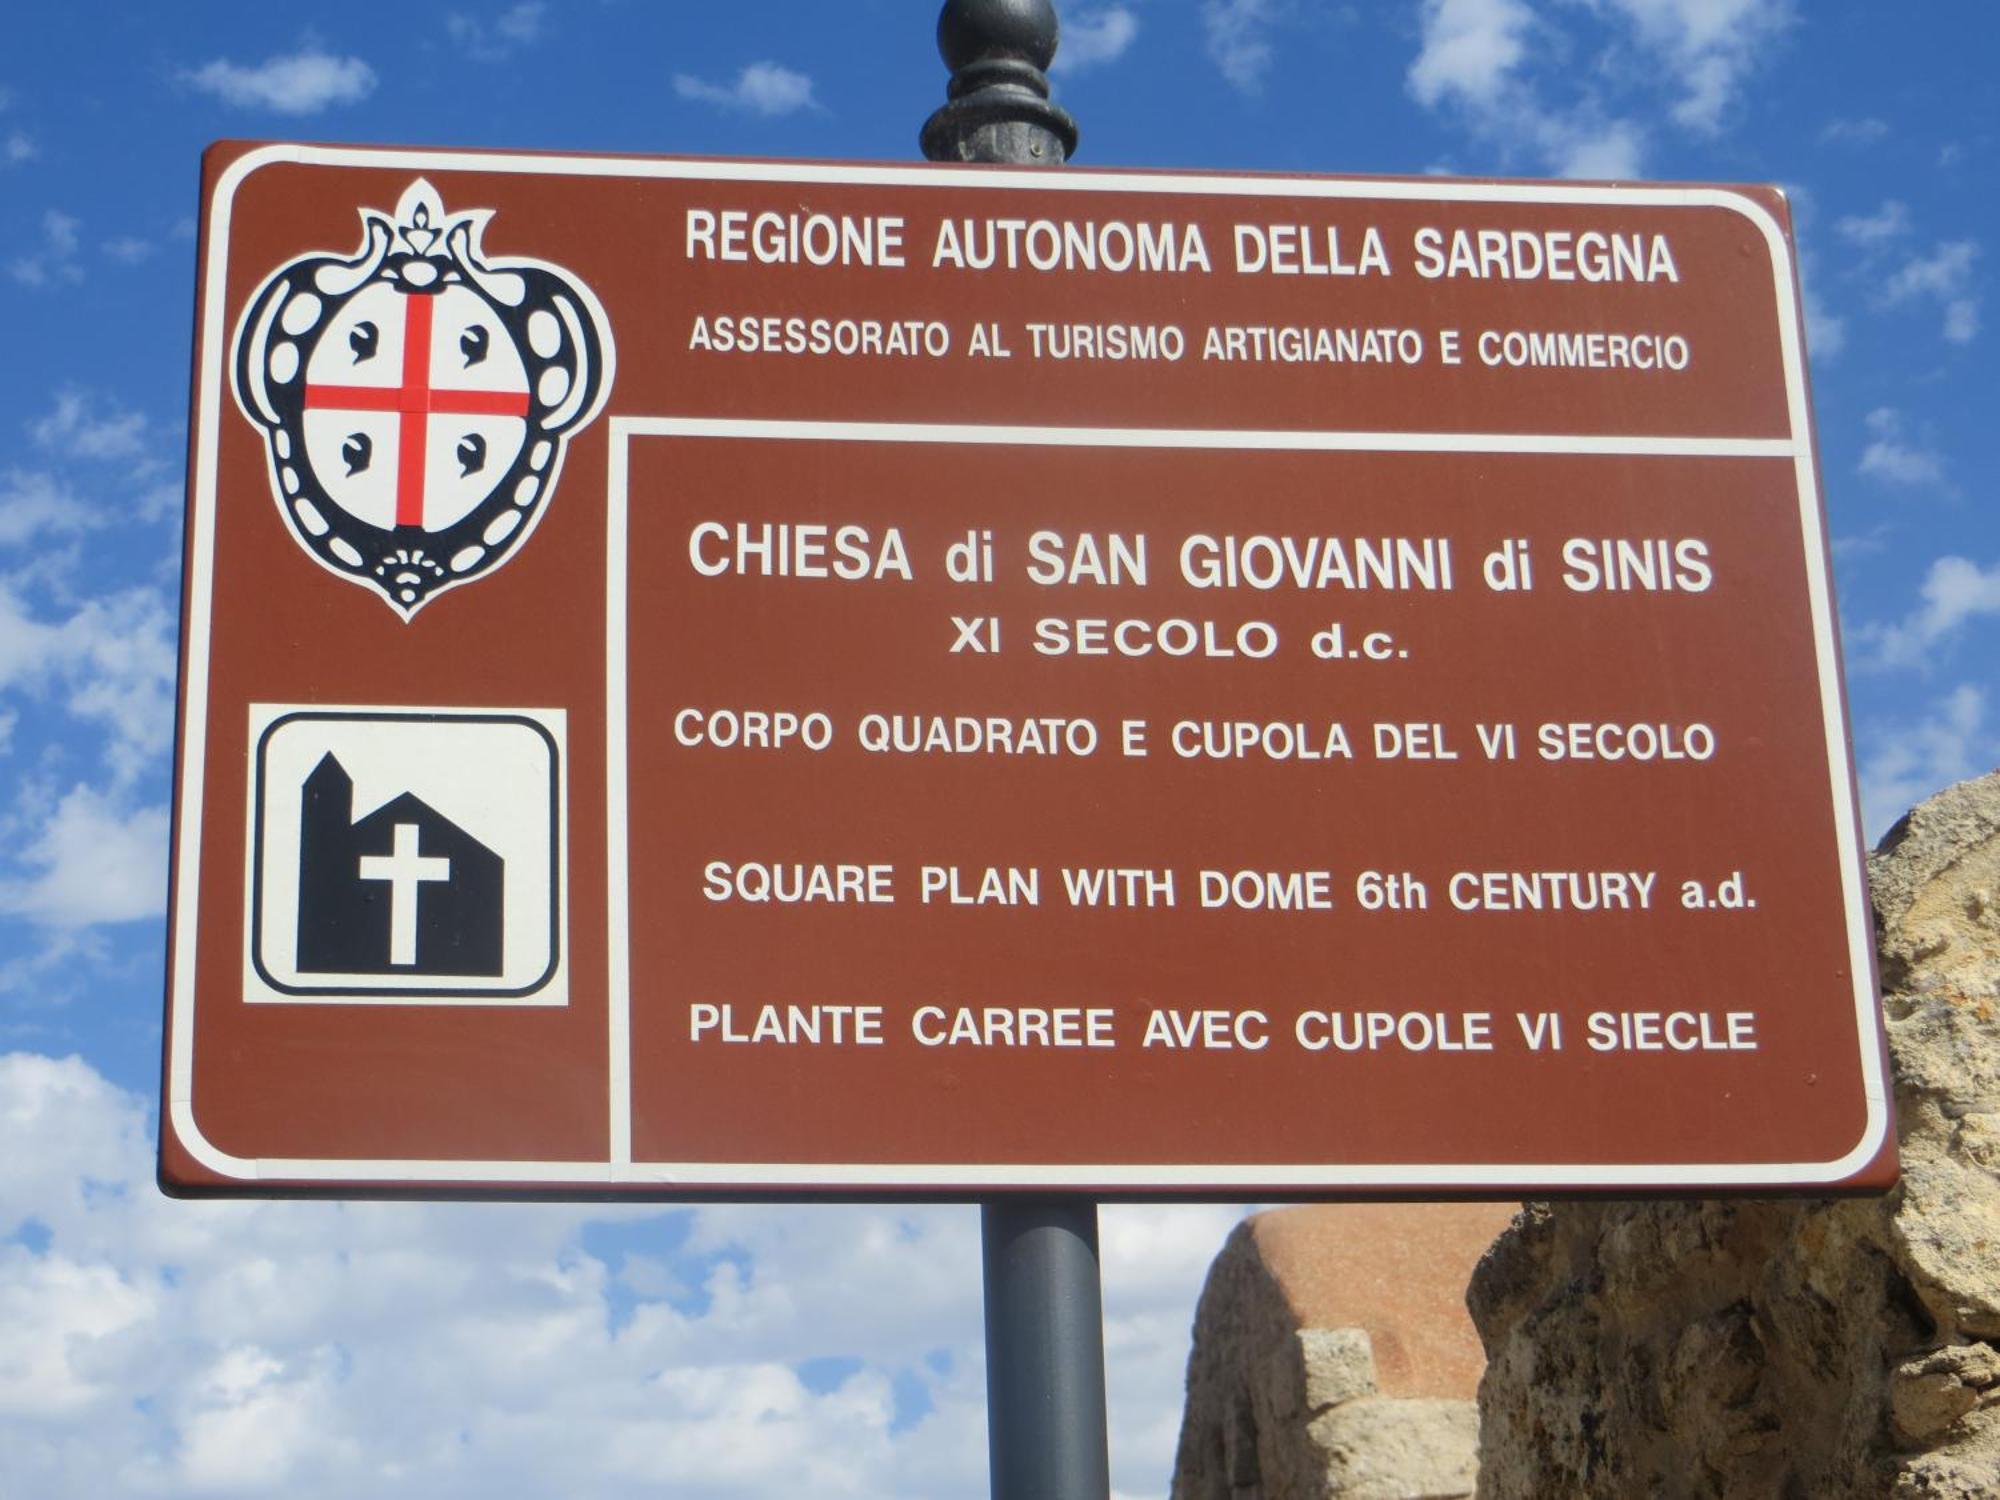 REGIONE AUTONOMA DELLA SARDEGNA
ASSESSORATO AL TURISMO ARTIGIANATO E COMMERCIO
CHIESA di SAN GIOVANNI di SINIS
XI SECOLO d.c.
CORPO QUADRATO E CUPOLA DEL VI SECOLO
SQUARE PLAN WITH DOME 6th CENTURY a.d.
PLANTE CARREE AVEC CUPOLE VI SIECLE